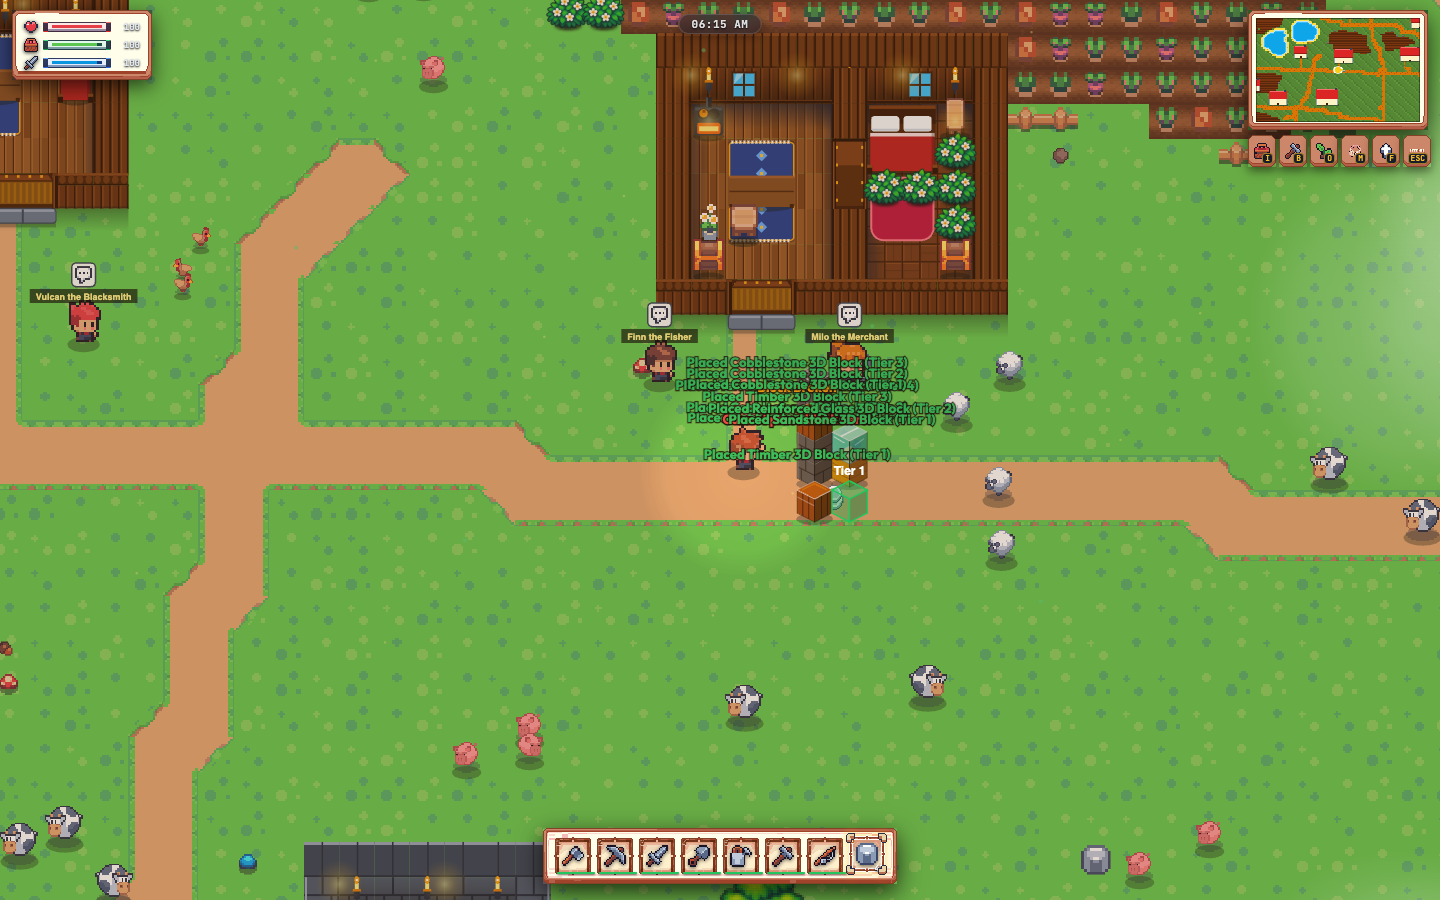 06:15 AM
100
100
100
I
B
O
M
F
ESC
Vulcan the Blacksmith
Finn the Fisher
Milo the Merchant
Placed Cobblestone 3D Block (Tier 3)
Placed Cobblestone 3D Block (Tier 2)
Placed Cobblestone 3D Block (Tier 1)
Placed Timber 3D Block (Tier 3)
Placed Reinforced Glass 3D Block (Tier 2)
Placed Sandstone 3D Block (Tier 1)
Placed Timber 3D Block (Tier 1)
Tier 1